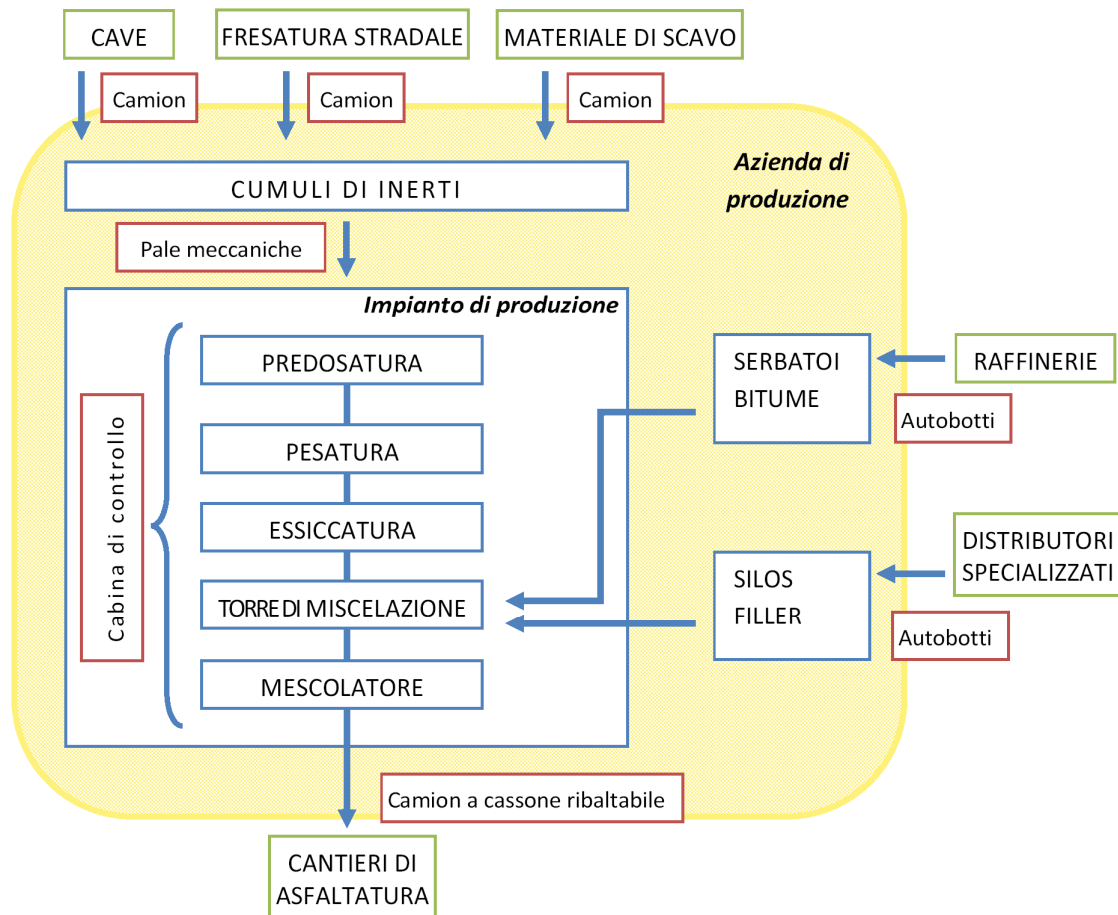 CAVE
FRESATURA STRADALE
MATERIALE DI SCAVO
Camion
Camion
Camion
Azienda di
produzione
CUMULI DI INERTI
Pale meccaniche
Impianto di produzione
PREDOSATURA
PESATURA
ESSICCATURA
TORRE DI MISCELAZIONE
MESCOLATORE
Cabina di controllo
SERBATOI
BITUME
RAFFINERIE
Autobotti
SILOS
FILLER
DISTRIBUTORI
SPECIALIZZATI
Autobotti
Camion a cassone ribaltabile
CANTIERI DI
ASFALTATURA